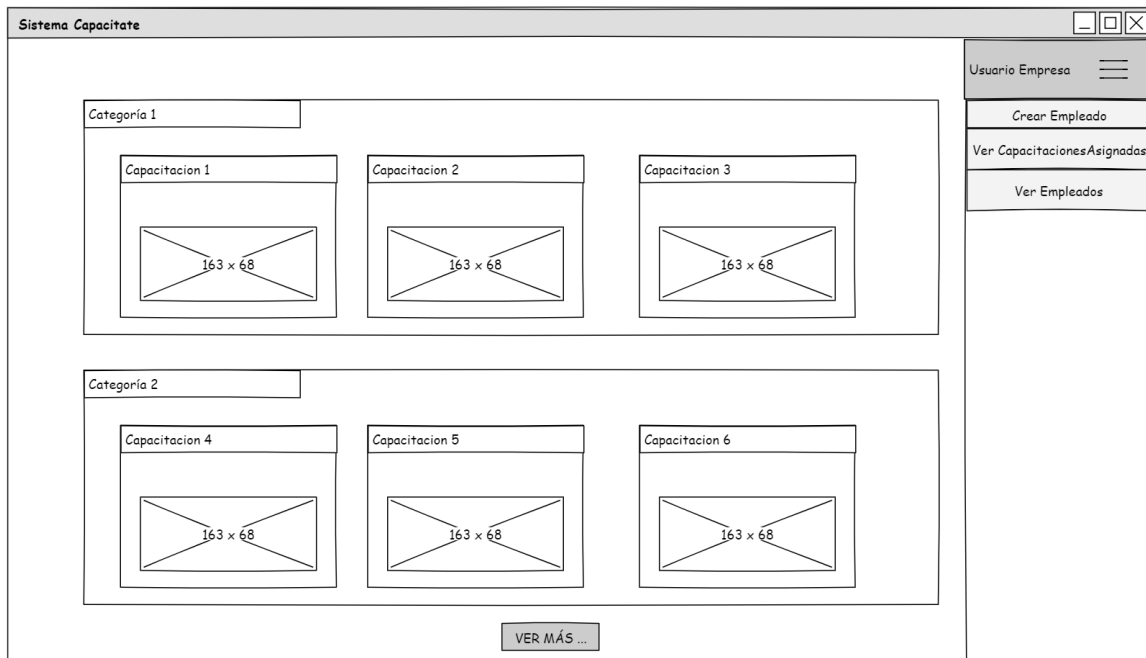 Sistema Capacitate
Usuario Empresa
Crear Empleado
Ver CapacitacionesAsignadas
Ver Empleados
Categoría 1
Capacitacion 1
Capacitacion 2
Capacitacion 3
163 x 68
163 x 68
163 x 68
Categoría 2
Capacitacion 4
Capacitacion 5
Capacitacion 6
163 x 68
163 x 68
163 x 68
VER MÁS ...